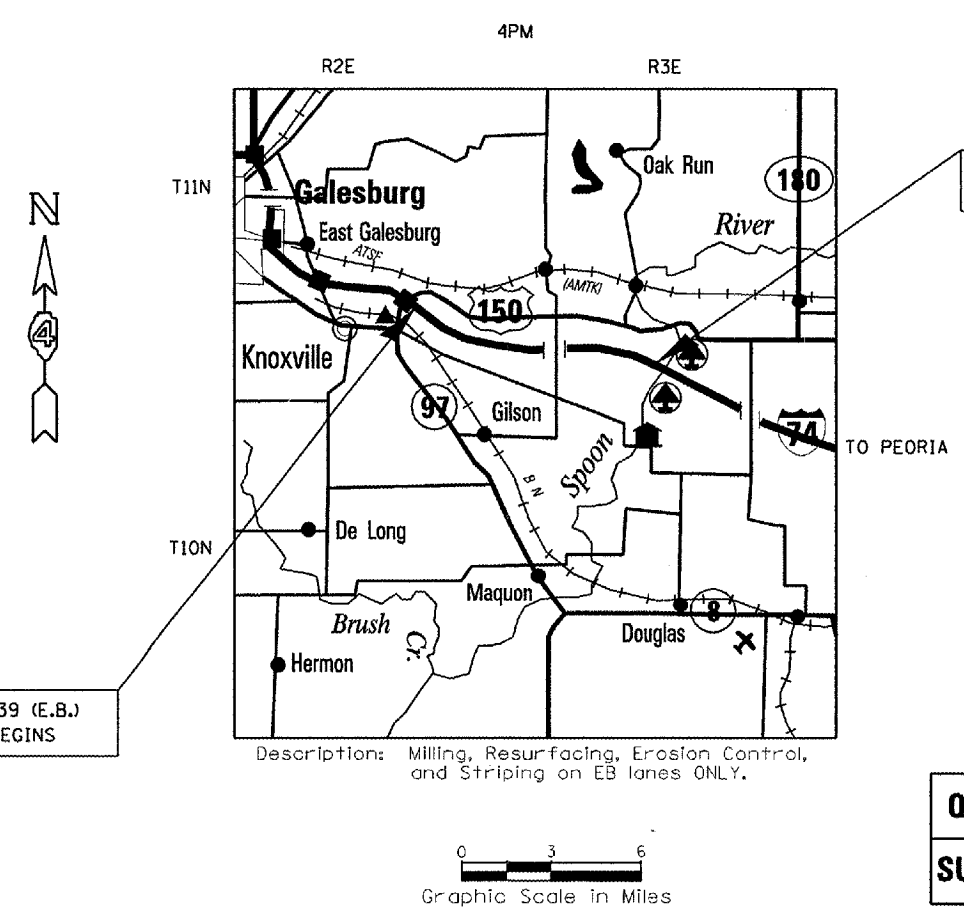 4PM
R2E R3E
T11N
N
4
Galesburg
East Galesburg
ATSF
Oak Run
180
River
(AMTK)
150
Knoxville
97
Gilson
74
TO PEORIA
Spoon
B N
T10N
De Long
Maquon
Brush
Cr.
Douglas
8
Hermon
39 (E.B.)
EGINS
Description: Milling, Resurfacing, Erosion Control,
and Striping on EB lanes ONLY.
0 3 6
Graphic Scale in Miles
SU